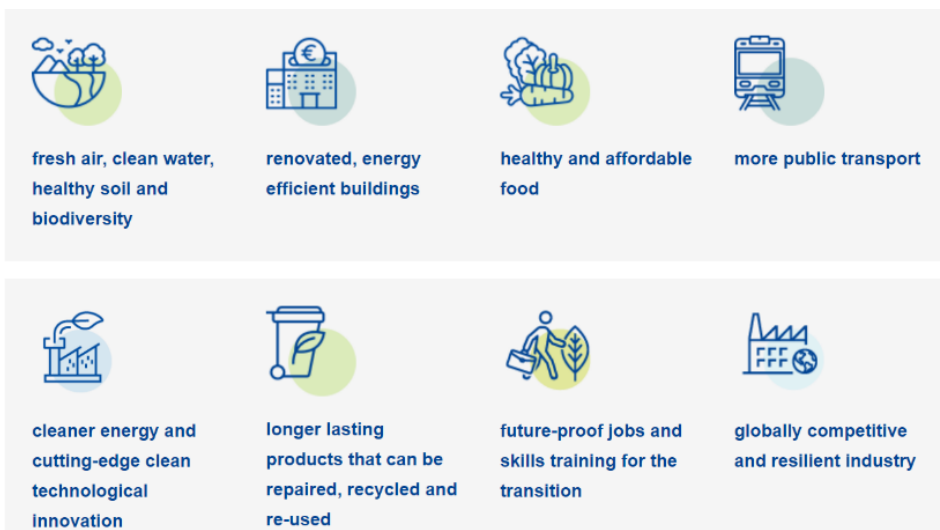 fresh air, clean water,
healthy soil and
biodiversity
renovated, energy
efficient buildings
healthy and affordable
food
more public transport
cleaner energy and
cutting-edge clean
technological
innovation
longer lasting
products that can be
repaired, recycled and
re-used
future-proof jobs and
skills training for the
transition
globally competitive
and resilient industry